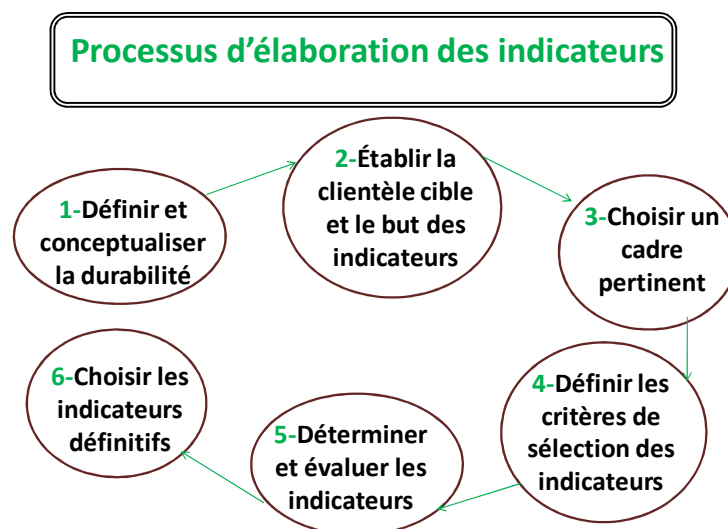 Processus d'élaboration des indicateurs
1-Définir et
conceptualiser
la durabilité
2-Établir la
clientèle cible
et le but des
indicateurs
3-Choisir un
cadre
pertinent
4-Définir les
critères de
sélection des
indicateurs
5-Déterminer
et évaluer les
indicateurs
6-Choisir les
indicateurs
définitifs